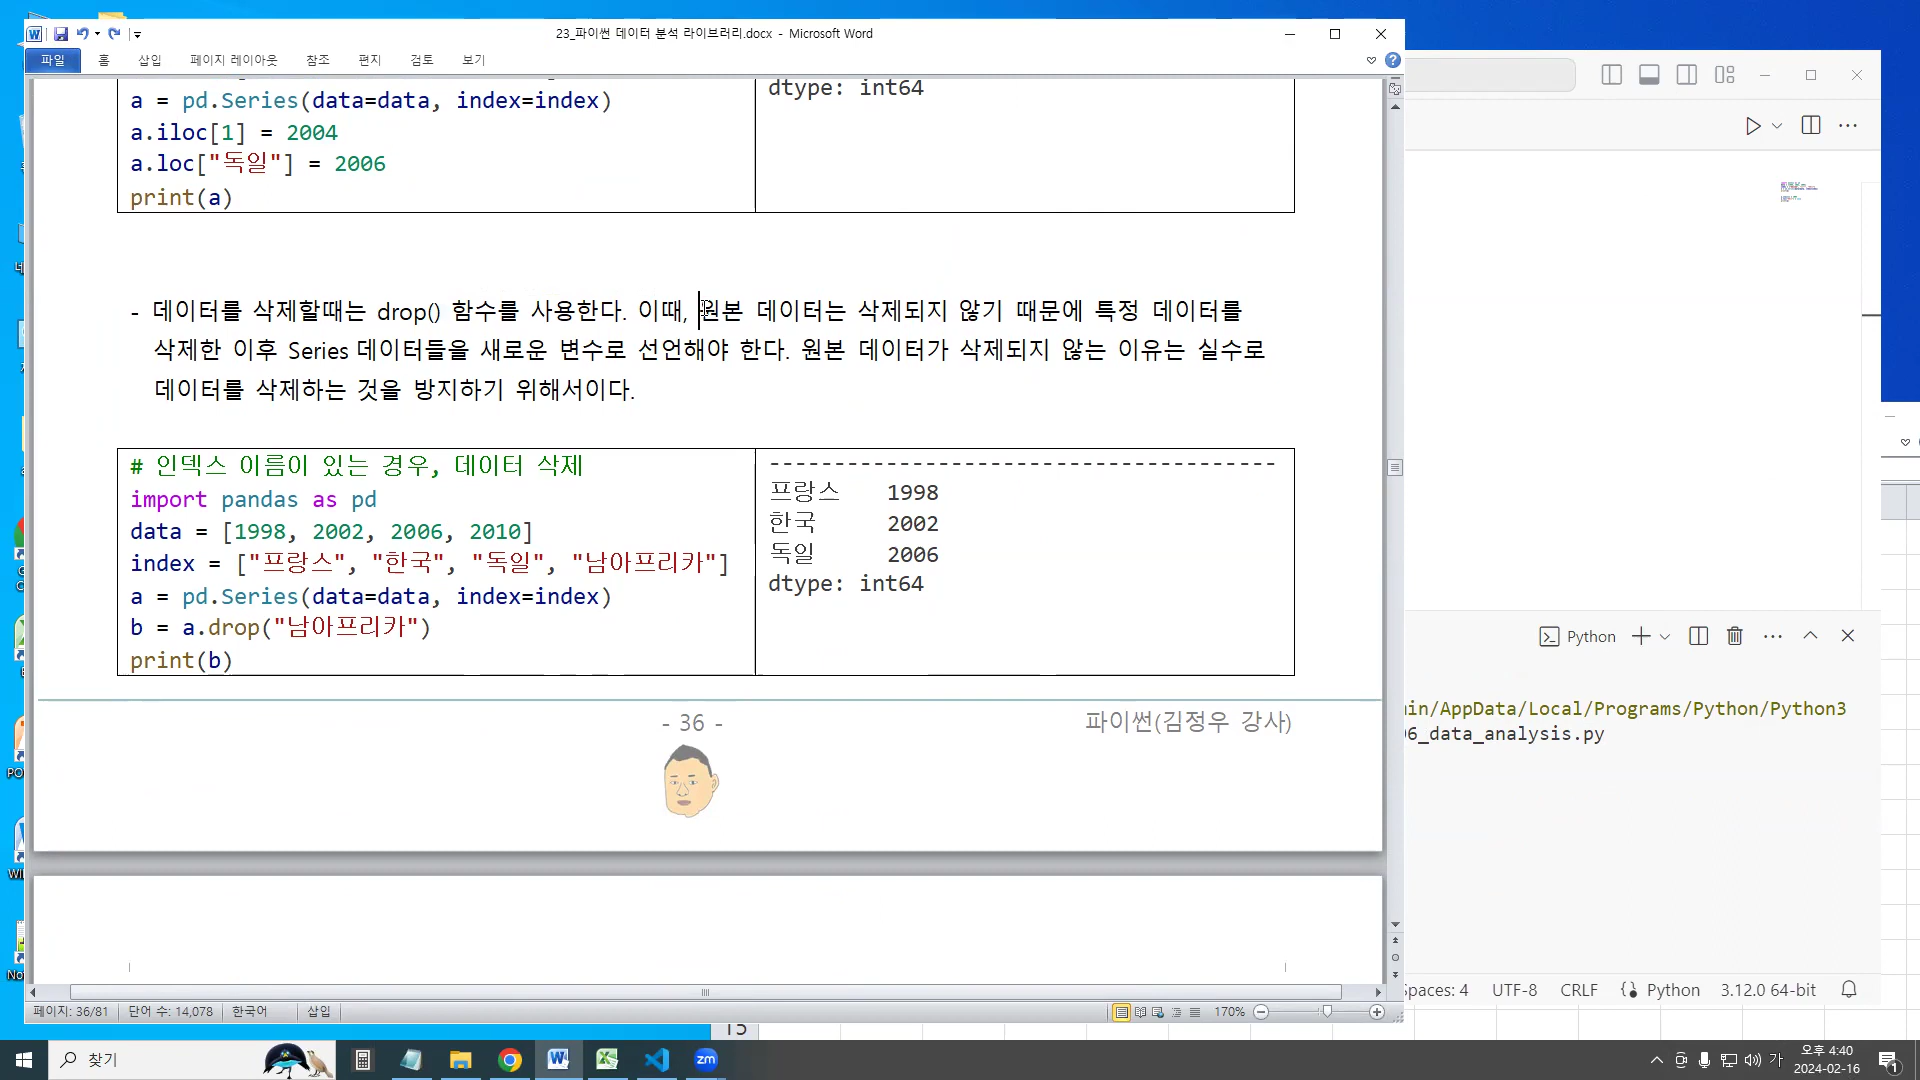 23_파이썬 데이터 분석 라이브러리.docx - Microsoft Word
파일 홈 삽입 페이지 레이아웃 참조 편지 검토 보기
a = pd.Series(data=data, index=index)
a.iloc[1] = 2004
a.loc["독일"] = 2006
print(a)
dtype: int64
- 데이터를 삭제할때는 drop() 함수를 사용한다. 이때, 원본 데이터는 삭제되지 않기 때문에 특정 데이터를
삭제한 이후 Series 데이터들을 새로운 변수로 선언해야 한다. 원본 데이터가 삭제되지 않는 이유는 실수로
데이터를 삭제하는 것을 방지하기 위해서이다.
# 인덱스 이름이 있는 경우, 데이터 삭제
import pandas as pd
data = [1998, 2002, 2006, 2010]
index = ["프랑스", "한국", "독일", "남아프리카"]
a = pd.Series(data=data, index=index)
b = a.drop("남아프리카")
print(b)
---------------------------------------
프랑스 1998
한국 2002
독일 2006
dtype: int64
- 36 -
파이썬(김정우 강사)
Python
in/AppData/Local/Programs/Python/Python3
6_data_analysis.py
페이지: 36/81 단어 수: 14,078 한국어 삽입 170%
Spaces: 4 UTF-8 CRLF Python 3.12.0 64-bit
15
찾기
zm
가
오후 4:40
2024-02-16
1